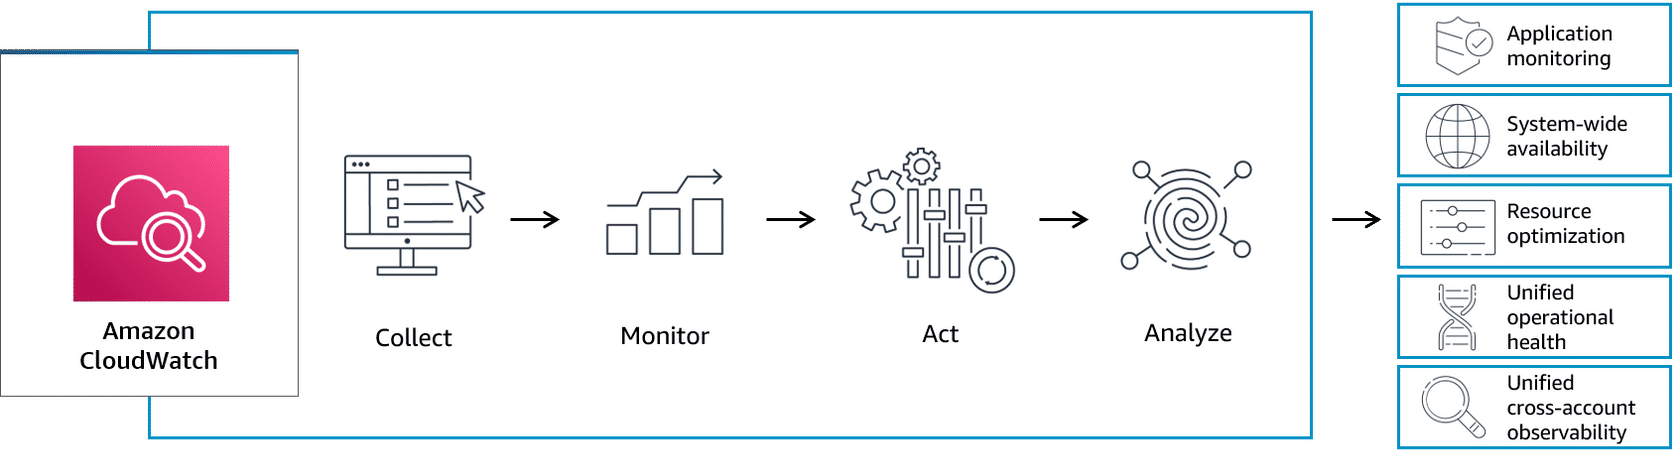 Amazon
CloudWatch
Collect
Monitor
Act
Analyze
Application
monitoring
System-wide
availability
Resource
optimization
Unified
operational
health
Unified
cross-account
observability